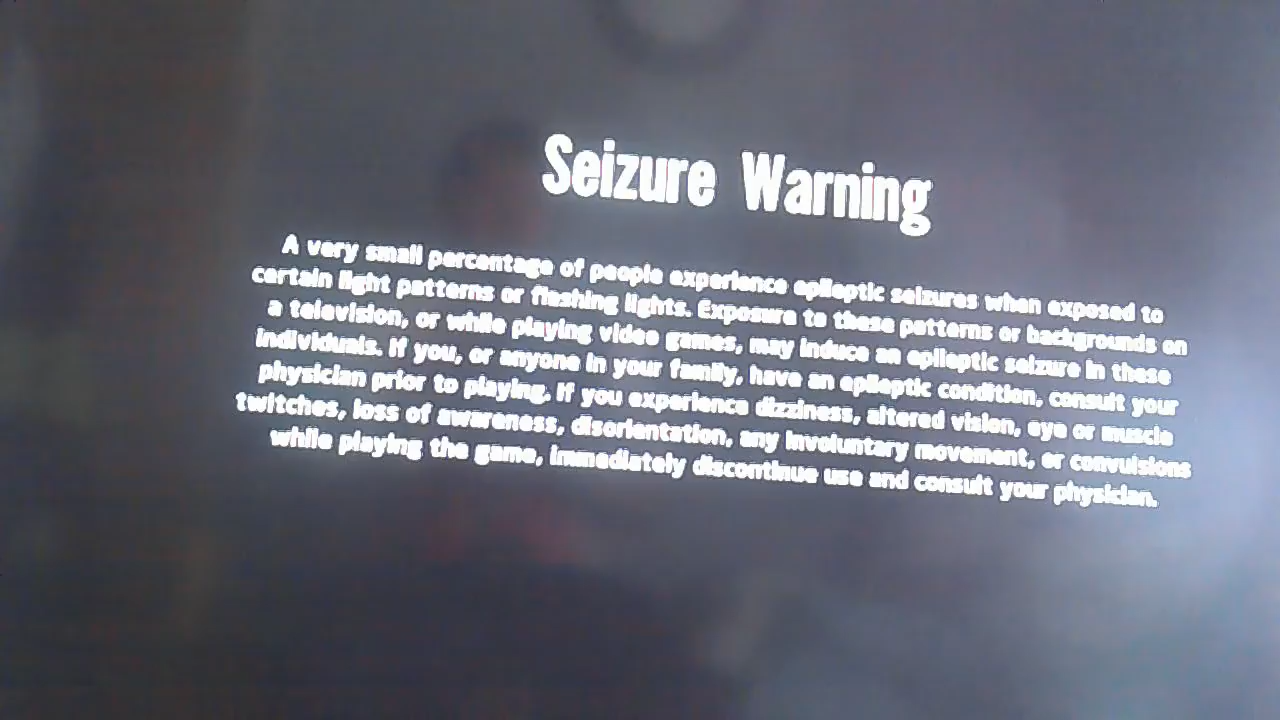 Seizure Warning
A very small percentage of people experience epileptic seizures when exposed to
certain light patterns or flashing lights. Exposure to these patterns or backgrounds on
a television, or while playing video games, may induce an epileptic seizure in these
individuals. If you, or anyone in your family, have an epileptic condition, consult your
physician prior to playing. If you experience dizziness, altered vision, eye or muscle
twitches, loss of awareness, disorientation, any involuntary movement, or convulsions
while playing the game, immediately discontinue use and consult your physician.